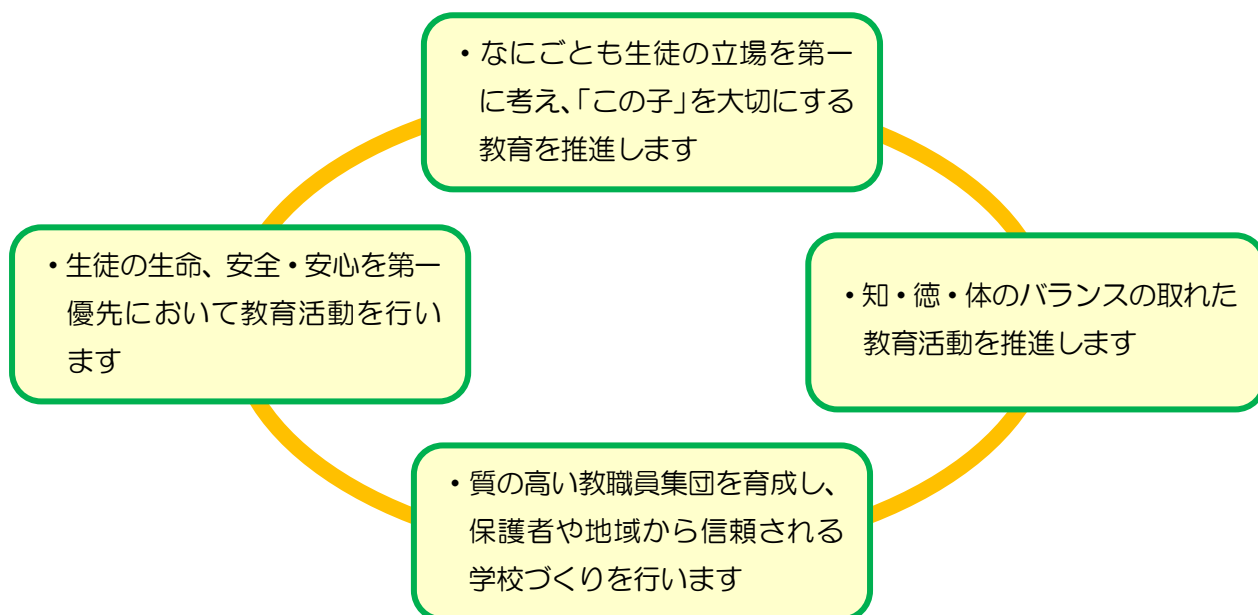 ・なにごとも生徒の立場を第一
に考え、「この子」を大切にする
教育を推進します
・生徒の生命、安全・安心を第一
優先において教育活動を行い
ます
・知・徳・体のバランスの取れた
教育活動を推進します
・質の高い教職員集団を育成し、
保護者や地域から信頼される
学校づくりを行います